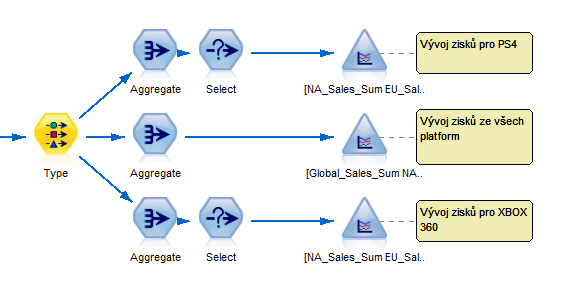 Vývoj zisků pro PS4
Aggregate
Select
[NA_Sales_Sum EU_Sal..
Vývoj zisků ze všech
platform
Type
Aggregate
[Global_Sales_Sum NA..
Vývoj zisků pro XBOX
360
Aggregate
Select
[NA_Sales_Sum EU_Sal..